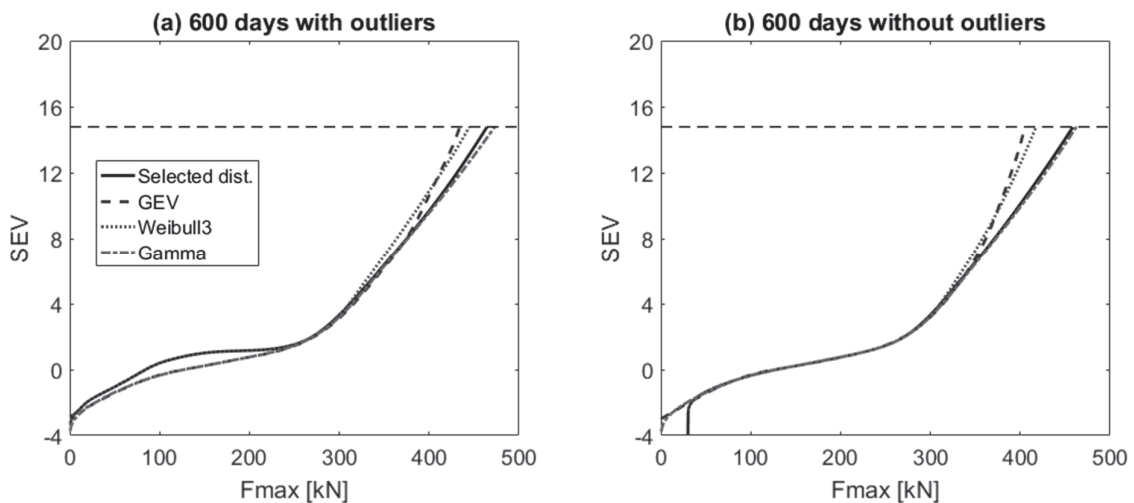 (a) 600 days with outliers
20
16
12
8
4
0
-4
SEV
Selected dist.
GEV
Weibull3
Gamma
0 100 200 300 400 500
Fmax [kN]
(b) 600 days without outliers
20
16
12
8
4
0
-4
SEV
0 100 200 300 400 500
Fmax [kN]